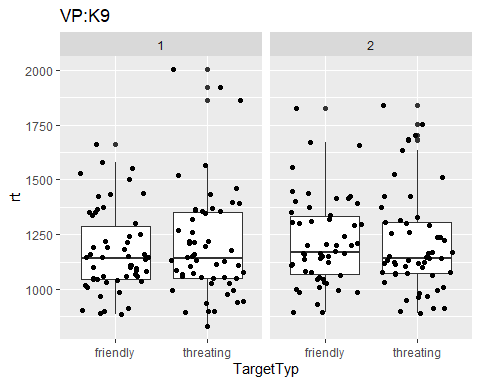 VP:K9
1 2
2000
1750
1500
1250
1000
rt
friendly threating friendly threating
TargetTyp